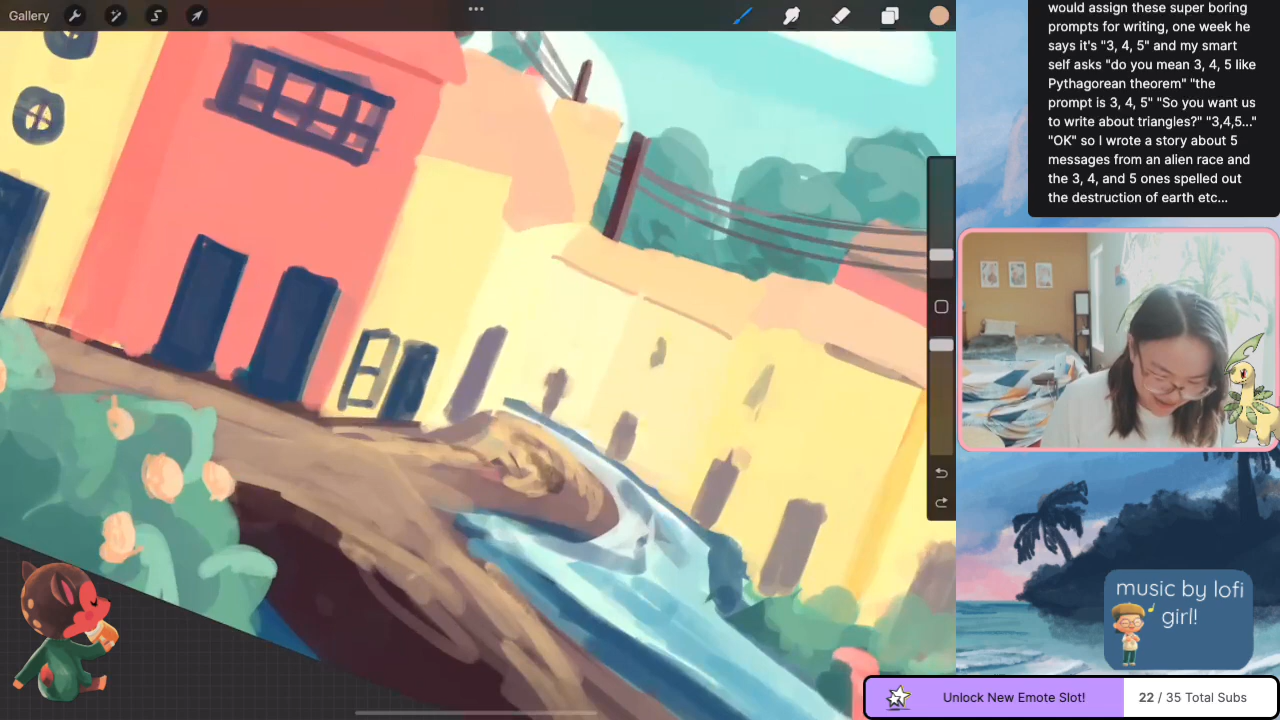 Gallery
would assign these super boring
prompts for writing, one week he
says it's "3, 4, 5" and my smart
self asks "do you mean 3, 4, 5 like
Pythagorean theorem" "the
prompt is 3, 4, 5" "So you want us
to write about triangles?" "3,4,5..."
"OK" so I wrote a story about 5
messages from an alien race and
the 3, 4, and 5 ones spelled out
the destruction of earth etc...
music by lofi
girl!
Unlock New Emote Slot!
22 / 35 Total Subs